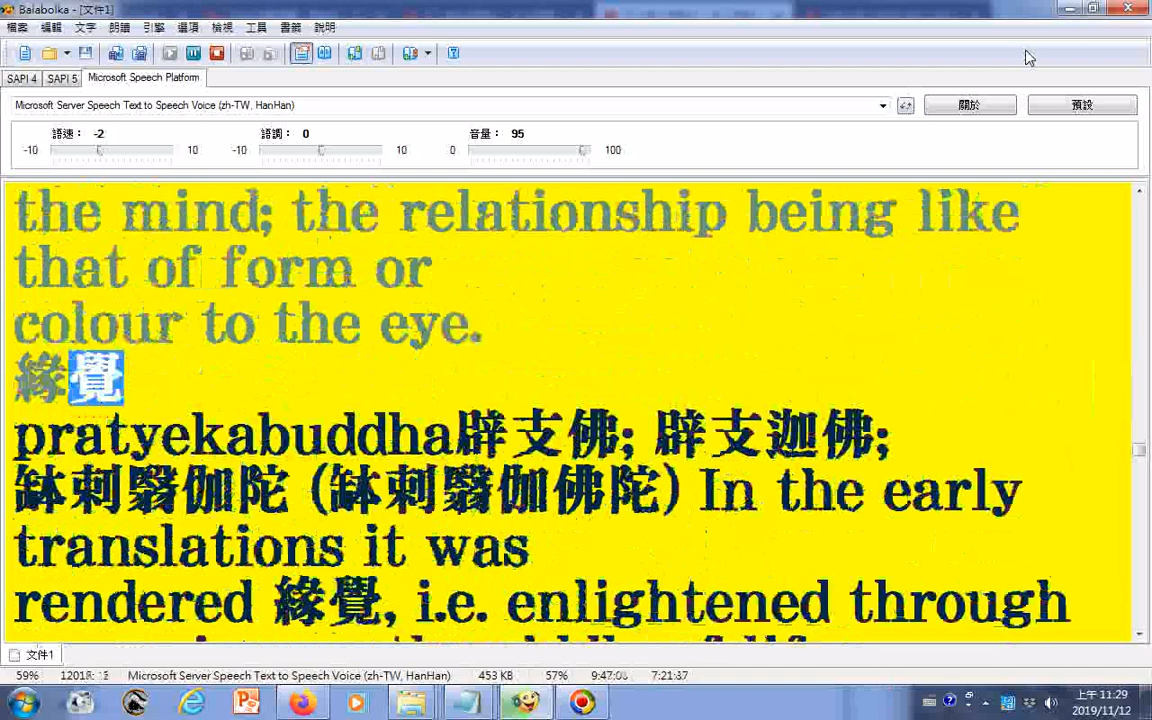 Balabolka - [文件1]
檔案 編輯 文字 朗讀 引擎 選項 檢視 工具 書籤 說明
SAPI 4 SAPI 5 Microsoft Speech Platform
Microsoft Server Speech Text to Speech Voice (zh-TW, HanHan) 關於 預設
語速： -2 語調： 0 音量： 95
-10 10 -10 10 0 100
the mind; the relationship being like
that of form or
colour to the eye.
緣覺
pratyekabuddha辟支佛; 辟支迦佛;
鉢剌翳伽陀 (鉢剌翳伽佛陀) In the early
translations it was
rendered 緣覺, i.e. enlightened through
文件1
59% Microsoft Server Speech Text to Speech Voice (zh-TW, HanHan) 453 KB 57% 7:21:37
上午 11:29
2019/11/12